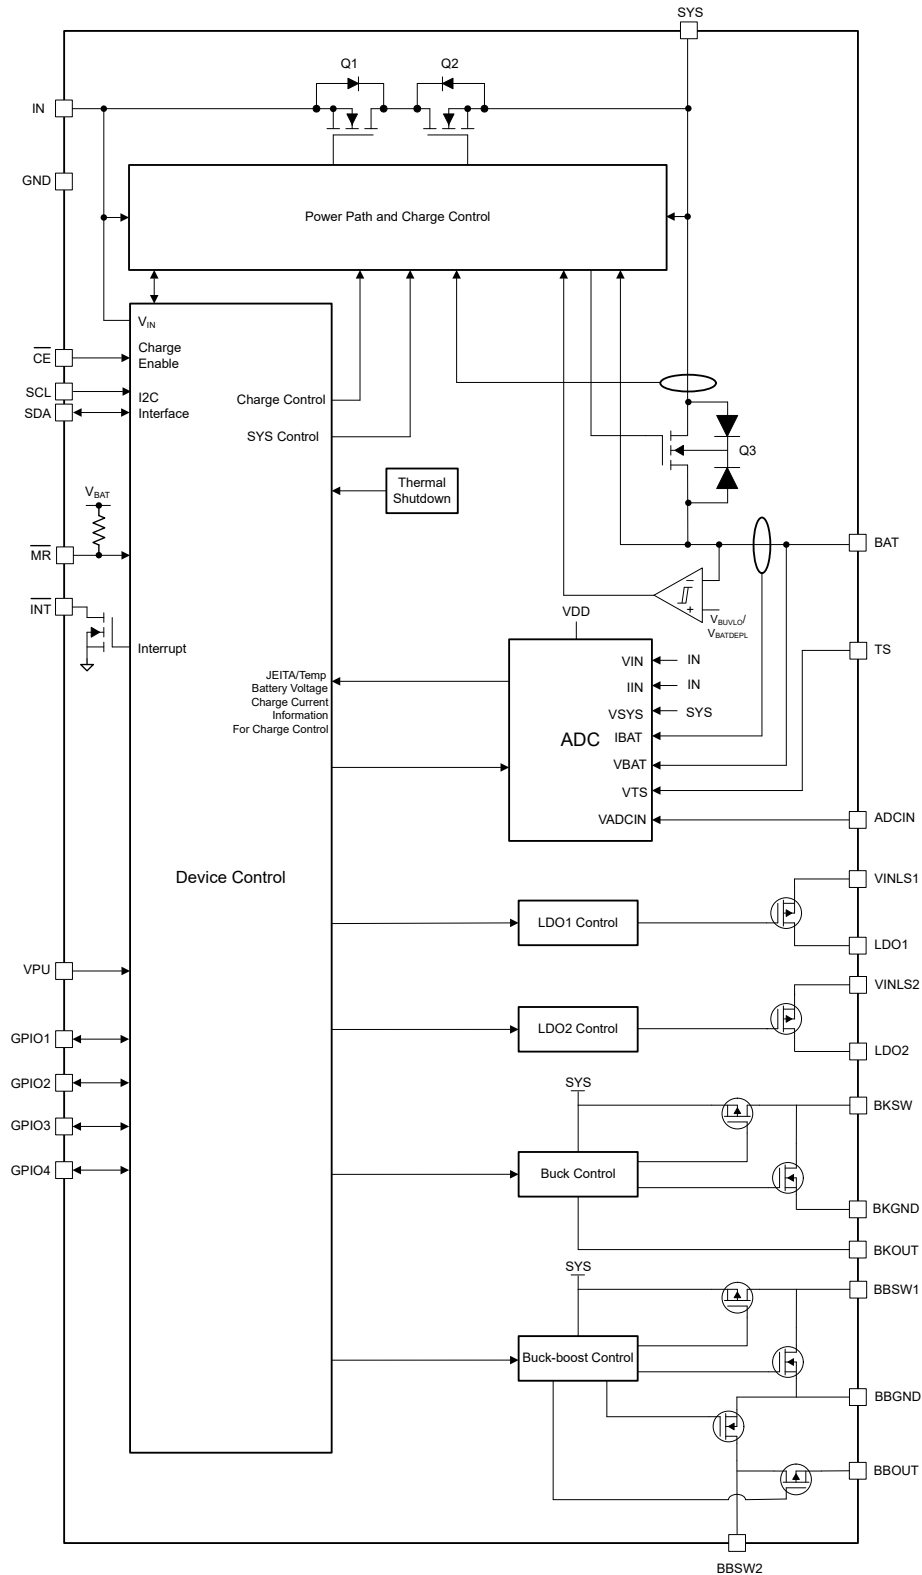 SYS
Q1
Q2
IN
GND
Power Path and Charge Control
VIN
CE
Charge
Enable
SCL
SDA
I2C
Interface
Charge Control
SYS Control
Q3
Thermal
Shutdown
VBAT
MR
BAT
INT
−
+
VBUVLO/
VBATDEPL
VDD
Interrupt
TS
JEITA/Temp
Battery Voltage
Charge Current
Information
For Charge Control
ADC
VIN
IN
IIN
IN
VSYS
SYS
IBAT
VBAT
VTS
VADCIN
ADCIN
Device Control
VINLS1
LDO1 Control
LDO1
VPU
VINLS2
GPIO1
LDO2 Control
LDO2
GPIO2
SYS
BKSW
GPIO3
GPIO4
Buck Control
BKGND
BKOUT
SYS
BBSW1
Buck-boost Control
BBGND
BBOUT
BBSW2